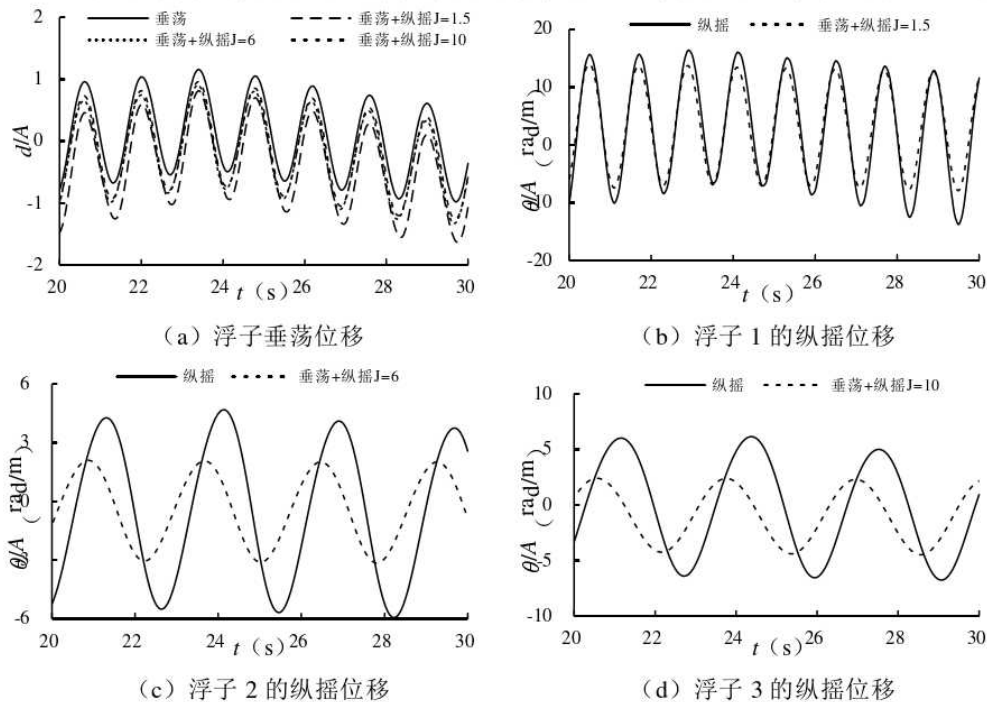 垂荡 垂荡+纵摇J=1.5
垂荡+纵摇J=6 垂荡+纵摇J=10
2
1
0
-1
-2
d/A
20 22 24 26 28 30
t（s）
（a）浮子垂荡位移
纵摇 垂荡+纵摇J=1.5
20
10
0
-10
-20
θ/A（rad/m）
20 22 24 26 28 30
t（s）
（b）浮子 1 的纵摇位移
纵摇 垂荡+纵摇J=6
6
3
0
-3
-6
θ/A（rad/m）
20 22 24 26 28 30
t（s）
（c）浮子 2 的纵摇位移
纵摇 垂荡+纵摇J=10
10
5
0
-5
-10
θ/A（rad/m）
20 22 24 26 28 30
t（s）
（d）浮子 3 的纵摇位移